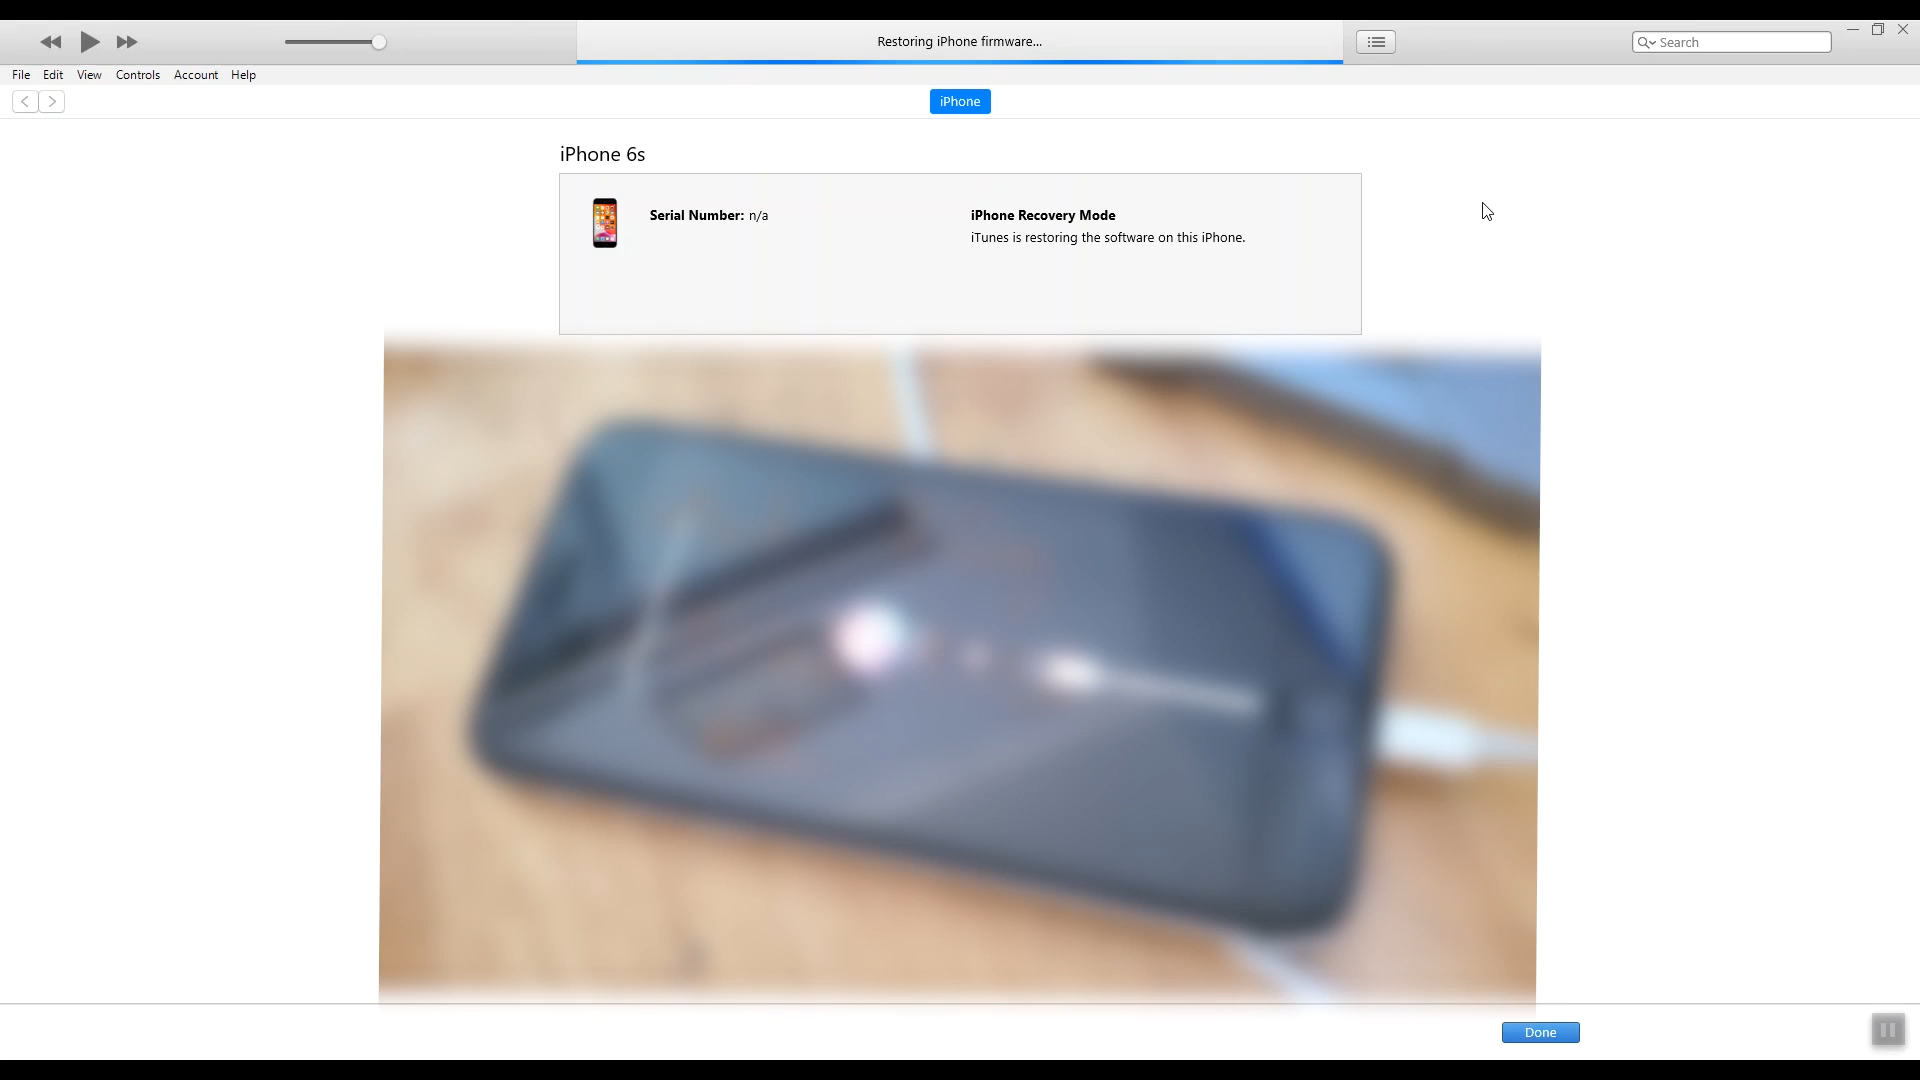 Restoring iPhone firmware...
Search
File Edit View Controls Account Help
iPhone
iPhone 6s
Serial Number: n/a
iPhone Recovery Mode
iTunes is restoring the software on this iPhone.
Done